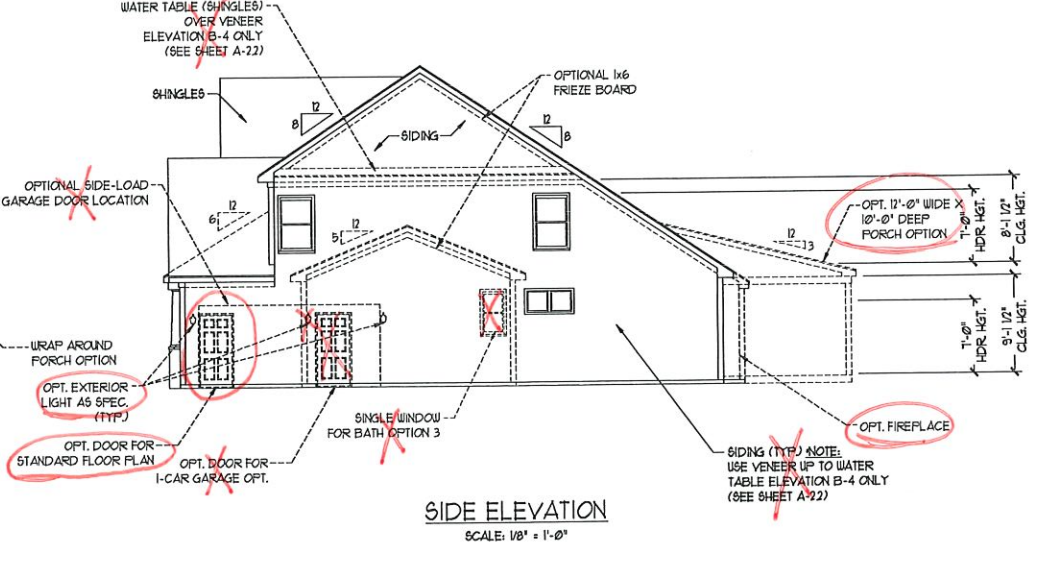 WATER TABLE (SHINGLES)
OVER VENEER
ELEVATION B-4 ONLY
(SEE SHEET A-2.2)
SHINGLES
OPTIONAL 1x6
FRIEZE BOARD
12
8
SIDING
12
8
OPTIONAL SIDE-LOAD
GARAGE DOOR LOCATION
12
6
12
5
OPT. 12'-0" WIDE X
10'-0" DEEP
PORCH OPTION
12
3
7'-0"
HDR. HGT.
8'-1 1/2"
CLG. HGT.
7'-0"
HDR. HGT.
9'-1 1/2"
CLG. HGT.
WRAP AROUND
PORCH OPTION
OPT. EXTERIOR
LIGHT AS SPEC.
(TYP.)
OPT. DOOR FOR
STANDARD FLOOR PLAN
OPT. DOOR FOR
1-CAR GARAGE OPT.
SINGLE WINDOW
FOR BATH OPTION 3
OPT. FIREPLACE
SIDING (TYP.) NOTE:
USE VENEER UP TO WATER
TABLE ELEVATION B-4 ONLY
(SEE SHEET A-2.2)
SIDE ELEVATION
SCALE: 1/8" = 1'-0"